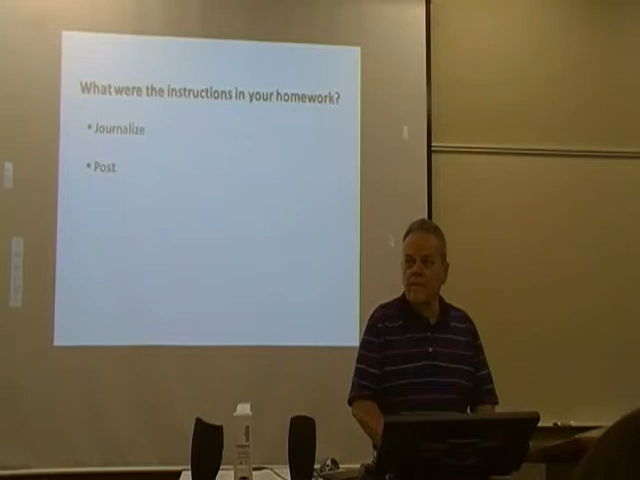 What were the instructions in your homework?
• Journalize
• Post